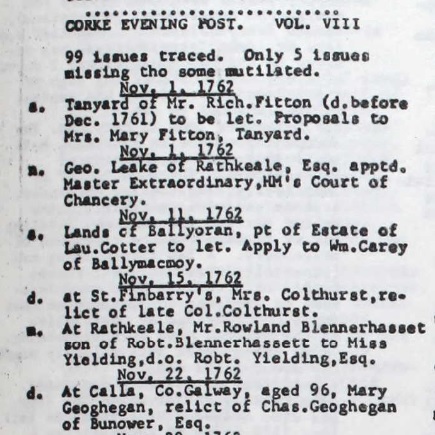 CORKE EVENING POST. VOL. VIII
99 issues traced. Only 5 issues
missing tho some mutilated.
Nov. 1, 1762
a. Tanyard of Mr. Rich.Fitton (d.before
Dec. 1761) to be let. Proposals to
Mrs. Mary Fitton, Tanyard.
Nov. 1, 1762
n. Geo. Leake of Rathkeale, Esq. apptd.
Master Extraordinary,HM's Court of
Chancery.
Nov. 11, 1762
a. Lands of Ballyoran, pt of Estate of
Lau.Cotter to let. Apply to Wm.Carey
of Ballymacmoy.
Nov. 15, 1762
d. at St.Finbarry's, Mrs. Colthurst,re-
lict of late Col.Colthurst.
m. At Rathkeale, Mr.Rowland Blennerhasset
son of Robt.Blennerhassett to Miss
Yielding,d.o. Robt. Yielding,Esq.
Nov. 22, 1762
d. At Calla, Co.Galway, aged 96, Mary
Geoghegan, relict of Chas.Geoghegan
of Bunower, Esq.